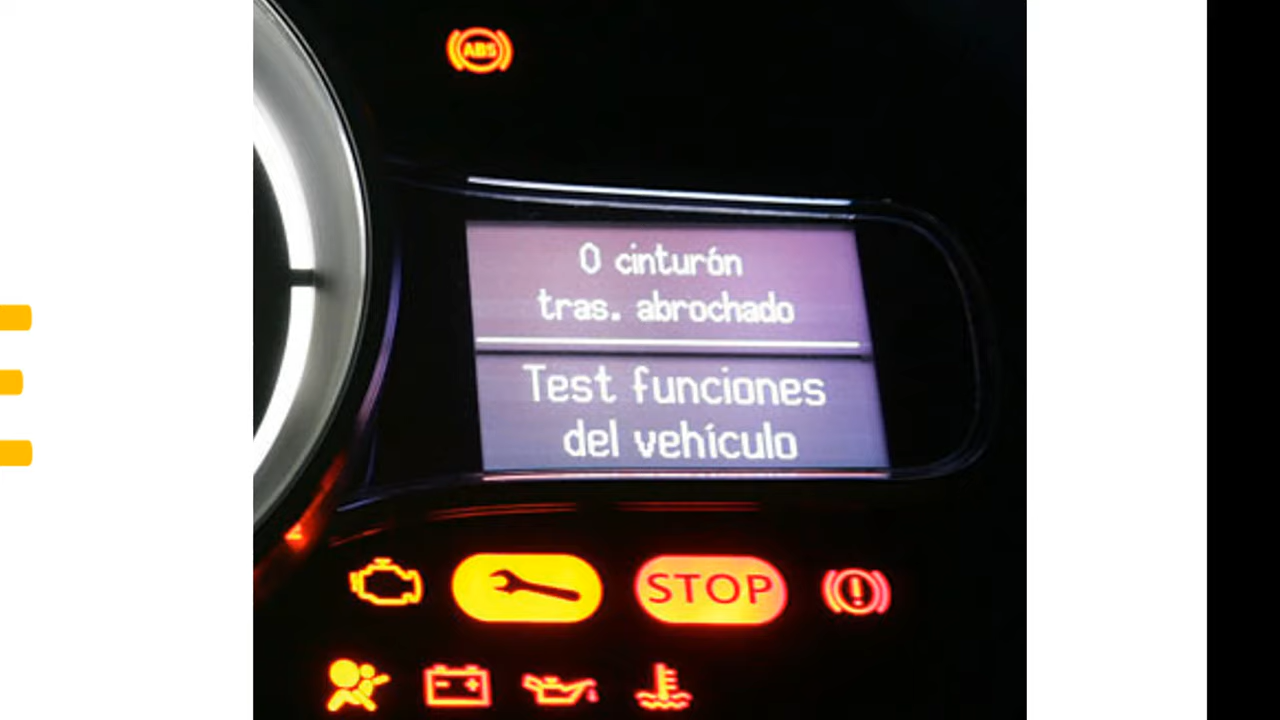 ABS
0 cinturón
tras. abrochado
Test funciones
del vehículo
STOP